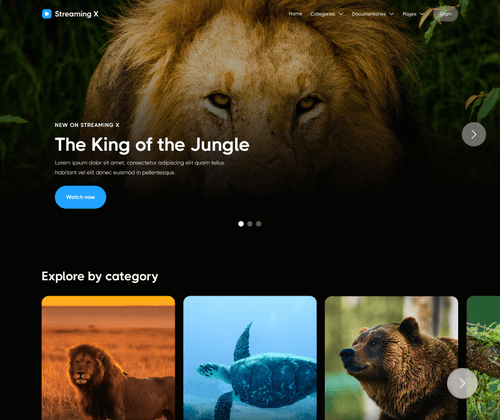 Streaming X
Home
Categories
Documentaries
Pages
Login
NEW ON STREAMING X
The King of the Jungle
Lorem ipsum dolor sit amet, consectetur adipiscing elit quam tellus
habitant vel elit donec euismod in pellentesque.
Watch now
Explore by category